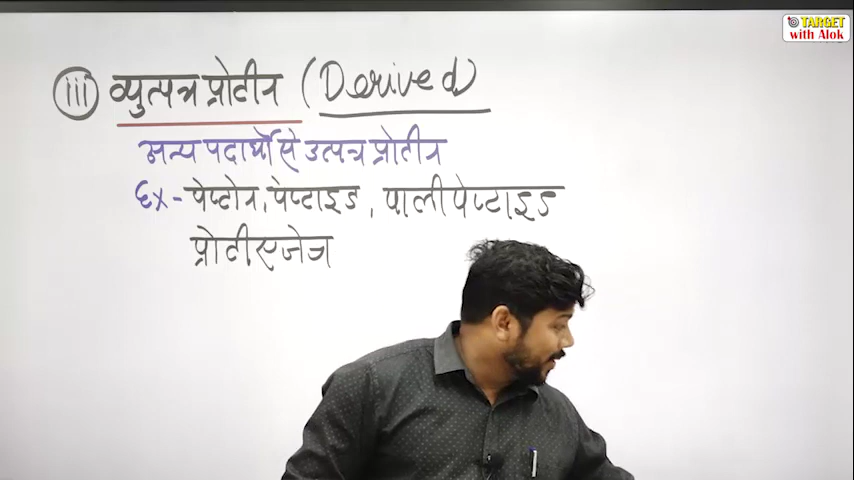 TARGET
with Alok
(iii) व्युत्पन्न प्रोटीन (Derived)
अन्य पदार्थों से उत्पन्न प्रोटीन
Ex - पेप्टोन, पेप्टाइड, पालीपेप्टाइड
प्रोटीएजेज